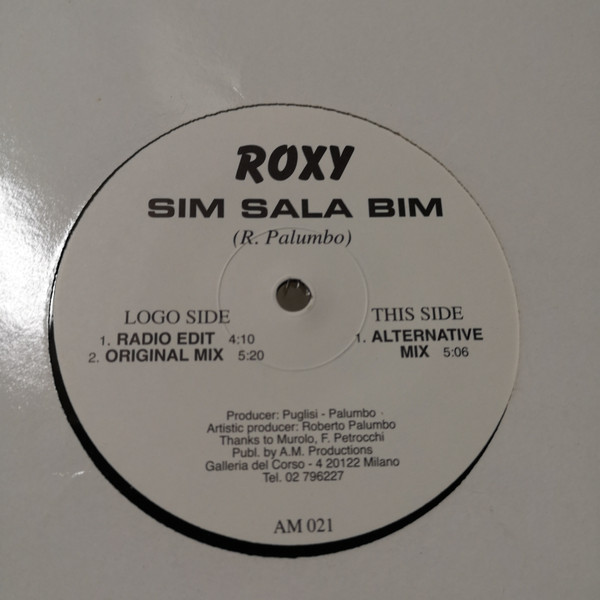 ROXY
SIM SALA BIM
(R. Palumbo)
LOGO SIDE
1. RADIO EDIT 4:10
2. ORIGINAL MIX 5:20
THIS SIDE
1. ALTERNATIVE
MIX 5:06
Producer: Puglisi - Palumbo
Artistic producer: Roberto Palumbo
Thanks to Murolo, F. Petrocchi
Publ. by A.M. Productions
Galleria del Corso - 4 20122 Milano
Tel. 02 796227
AM 021